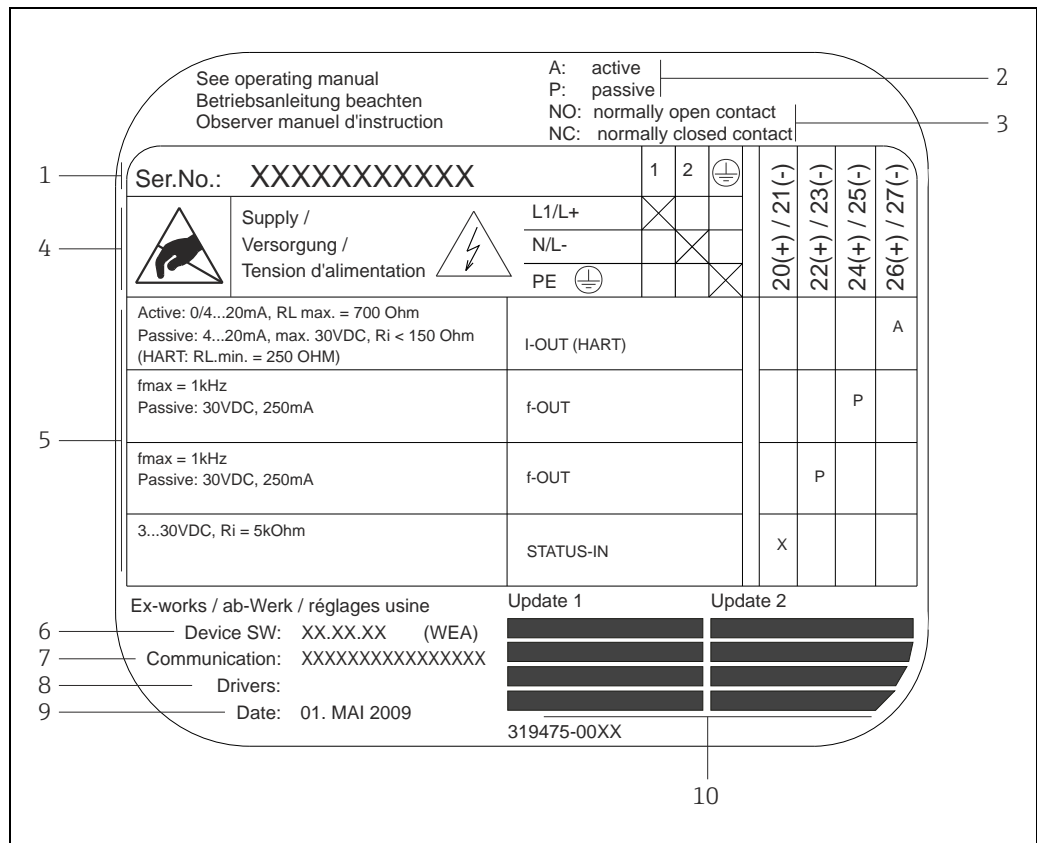 See operating manual
Betriebsanleitung beachten
Observer manuel d'instruction
A: active
P: passive
NO: normally open contact
NC: normally closed contact
2
3
1
Ser.No.: XXXXXXXXXXX
1 2
20(+) / 21(-)
22(+) / 23(-)
24(+) / 25(-)
26(+) / 27(-)
4
Supply /
Versorgung /
Tension d'alimentation
L1/L+
N/L-
PE
5
Active: 0/4...20mA, RL max. = 700 Ohm
Passive: 4...20mA, max. 30VDC, Ri < 150 Ohm
(HART: RL.min. = 250 OHM)
I-OUT (HART)
A
fmax = 1kHz
Passive: 30VDC, 250mA
f-OUT
P
fmax = 1kHz
Passive: 30VDC, 250mA
f-OUT
P
3...30VDC, Ri = 5kOhm
STATUS-IN
X
Ex-works / ab-Werk / réglages usine
Update 1
Update 2
6
Device SW: XX.XX.XX (WEA)
7
Communication: XXXXXXXXXXXXXXXX
8
Drivers:
9
Date: 01. MAI 2009
319475-00XX
10